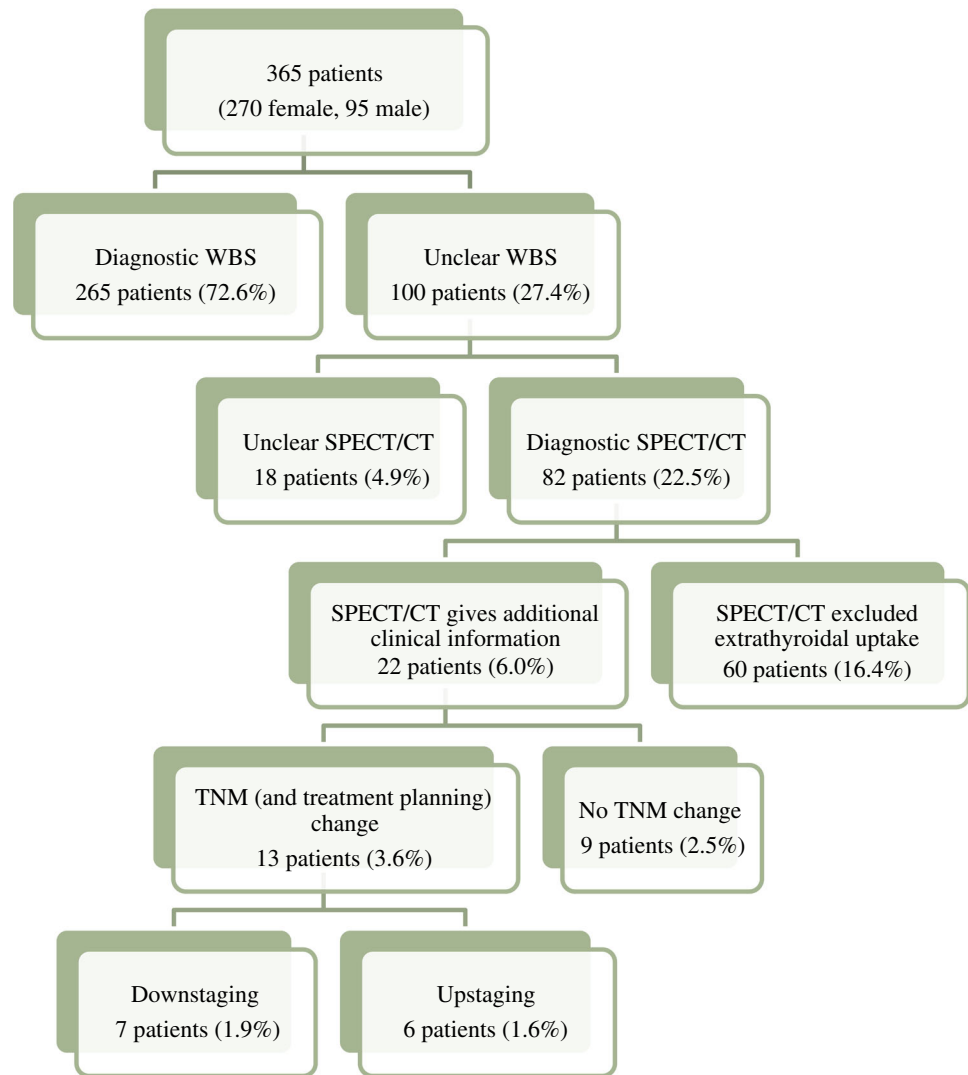 365 patients
(270 female, 95 male)
Diagnostic WBS
265 patients (72.6%)
Unclear WBS
100 patients (27.4%)
Unclear SPECT/CT
18 patients (4.9%)
Diagnostic SPECT/CT
82 patients (22.5%)
SPECT/CT gives additional
clinical information
22 patients (6.0%)
SPECT/CT excluded
extrathyroidal uptake
60 patients (16.4%)
TNM (and treatment planning)
change
13 patients (3.6%)
No TNM change
9 patients (2.5%)
Downstaging
7 patients (1.9%)
Upstaging
6 patients (1.6%)